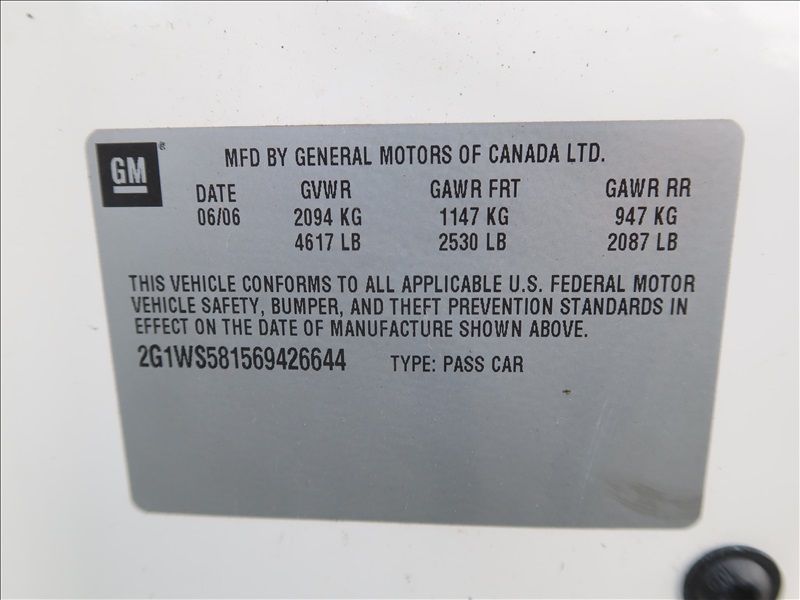 GM ®
MFD BY GENERAL MOTORS OF CANADA LTD.
DATE GVWR GAWR FRT GAWR RR
06/06 2094 KG 1147 KG 947 KG
4617 LB 2530 LB 2087 LB
THIS VEHICLE CONFORMS TO ALL APPLICABLE U.S. FEDERAL MOTOR
VEHICLE SAFETY, BUMPER, AND THEFT PREVENTION STANDARDS IN
EFFECT ON THE DATE OF MANUFACTURE SHOWN ABOVE.
2G1WS581569426644 TYPE: PASS CAR